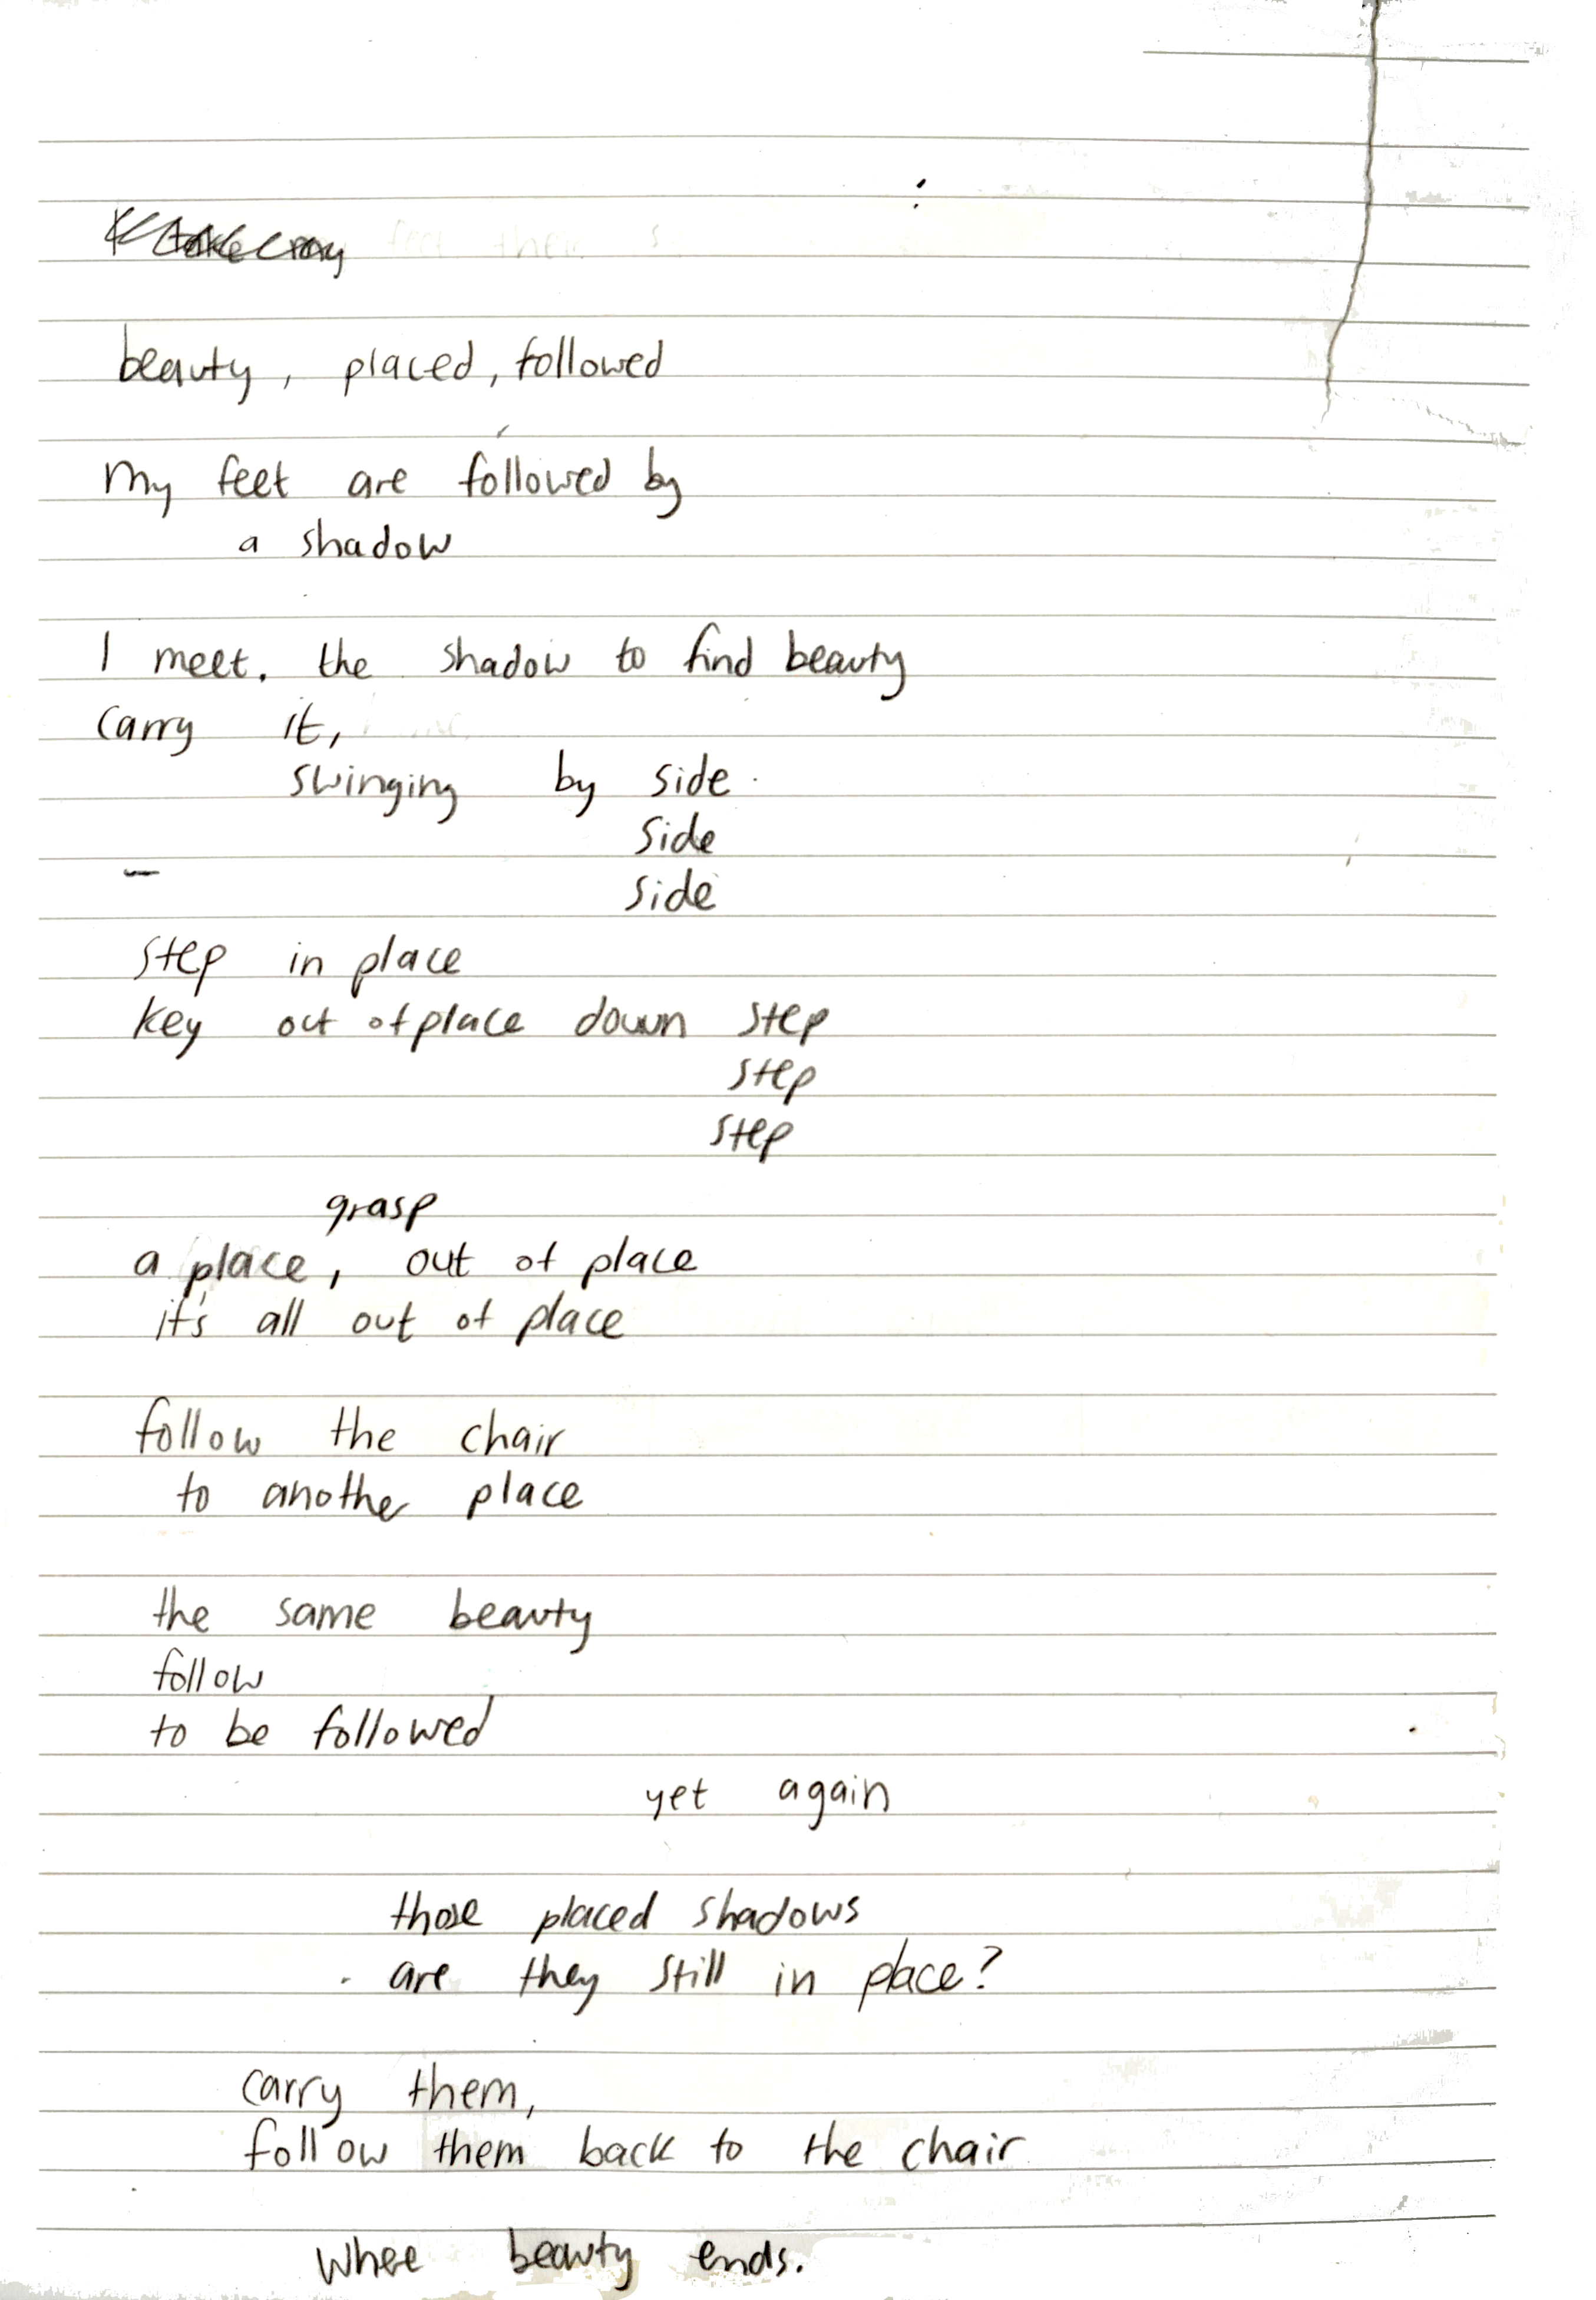 beauty, placed, followed
my feet are followed by
a shadow
I meet. the shadow to find beauty
carry it,
swinging by side.
side
side
step in place
key out of place down step
step
step
grasp
a place, out of place
it's all out of place
follow the chair
to another place
the same beauty
follow
to be followed
yet again
those placed shadows
are they still in place?
carry them,
follow them back to the chair
where beauty ends.